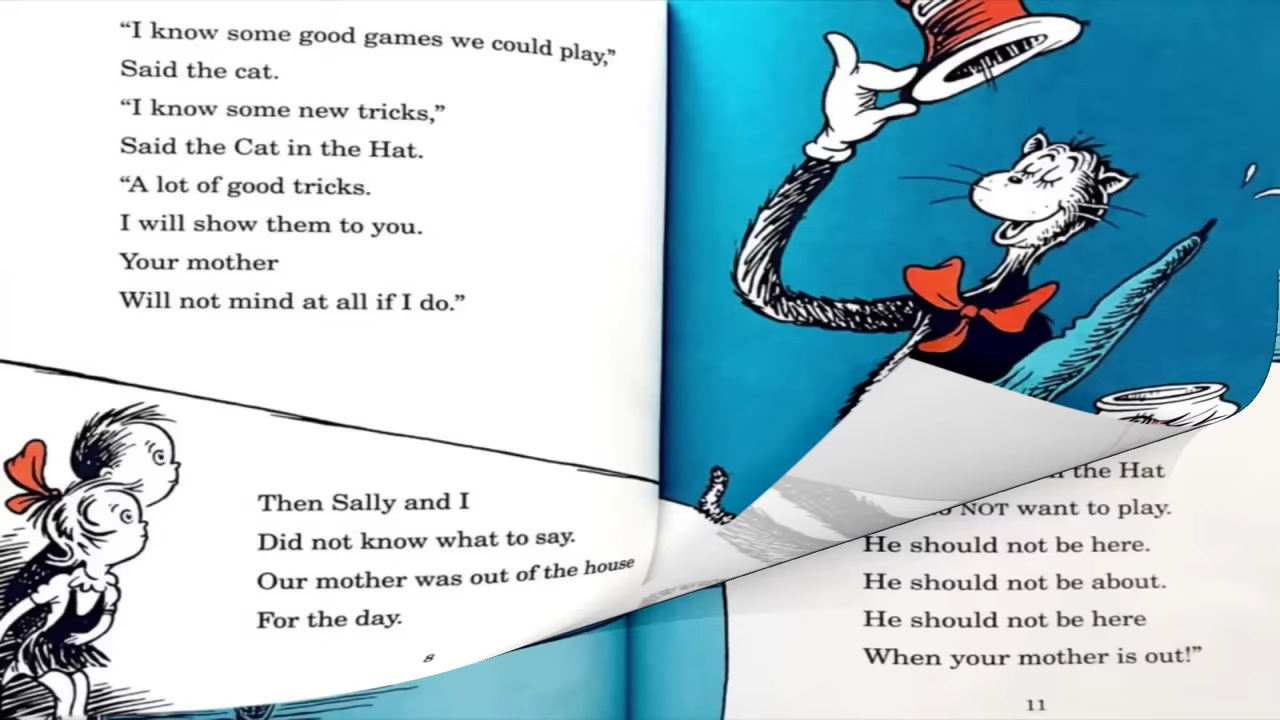 “I know some good games we could play,”
Said the cat.
“I know some new tricks,”
Said the Cat in the Hat.
“A lot of good tricks.
I will show them to you.
Your mother
Will not mind at all if I do.”
Then Sally and I
Did not know what to say.
Our mother was out of the house
For the day.
8
the Hat
NOT want to play.
He should not be here.
He should not be about.
He should not be here
When your mother is out!”
11